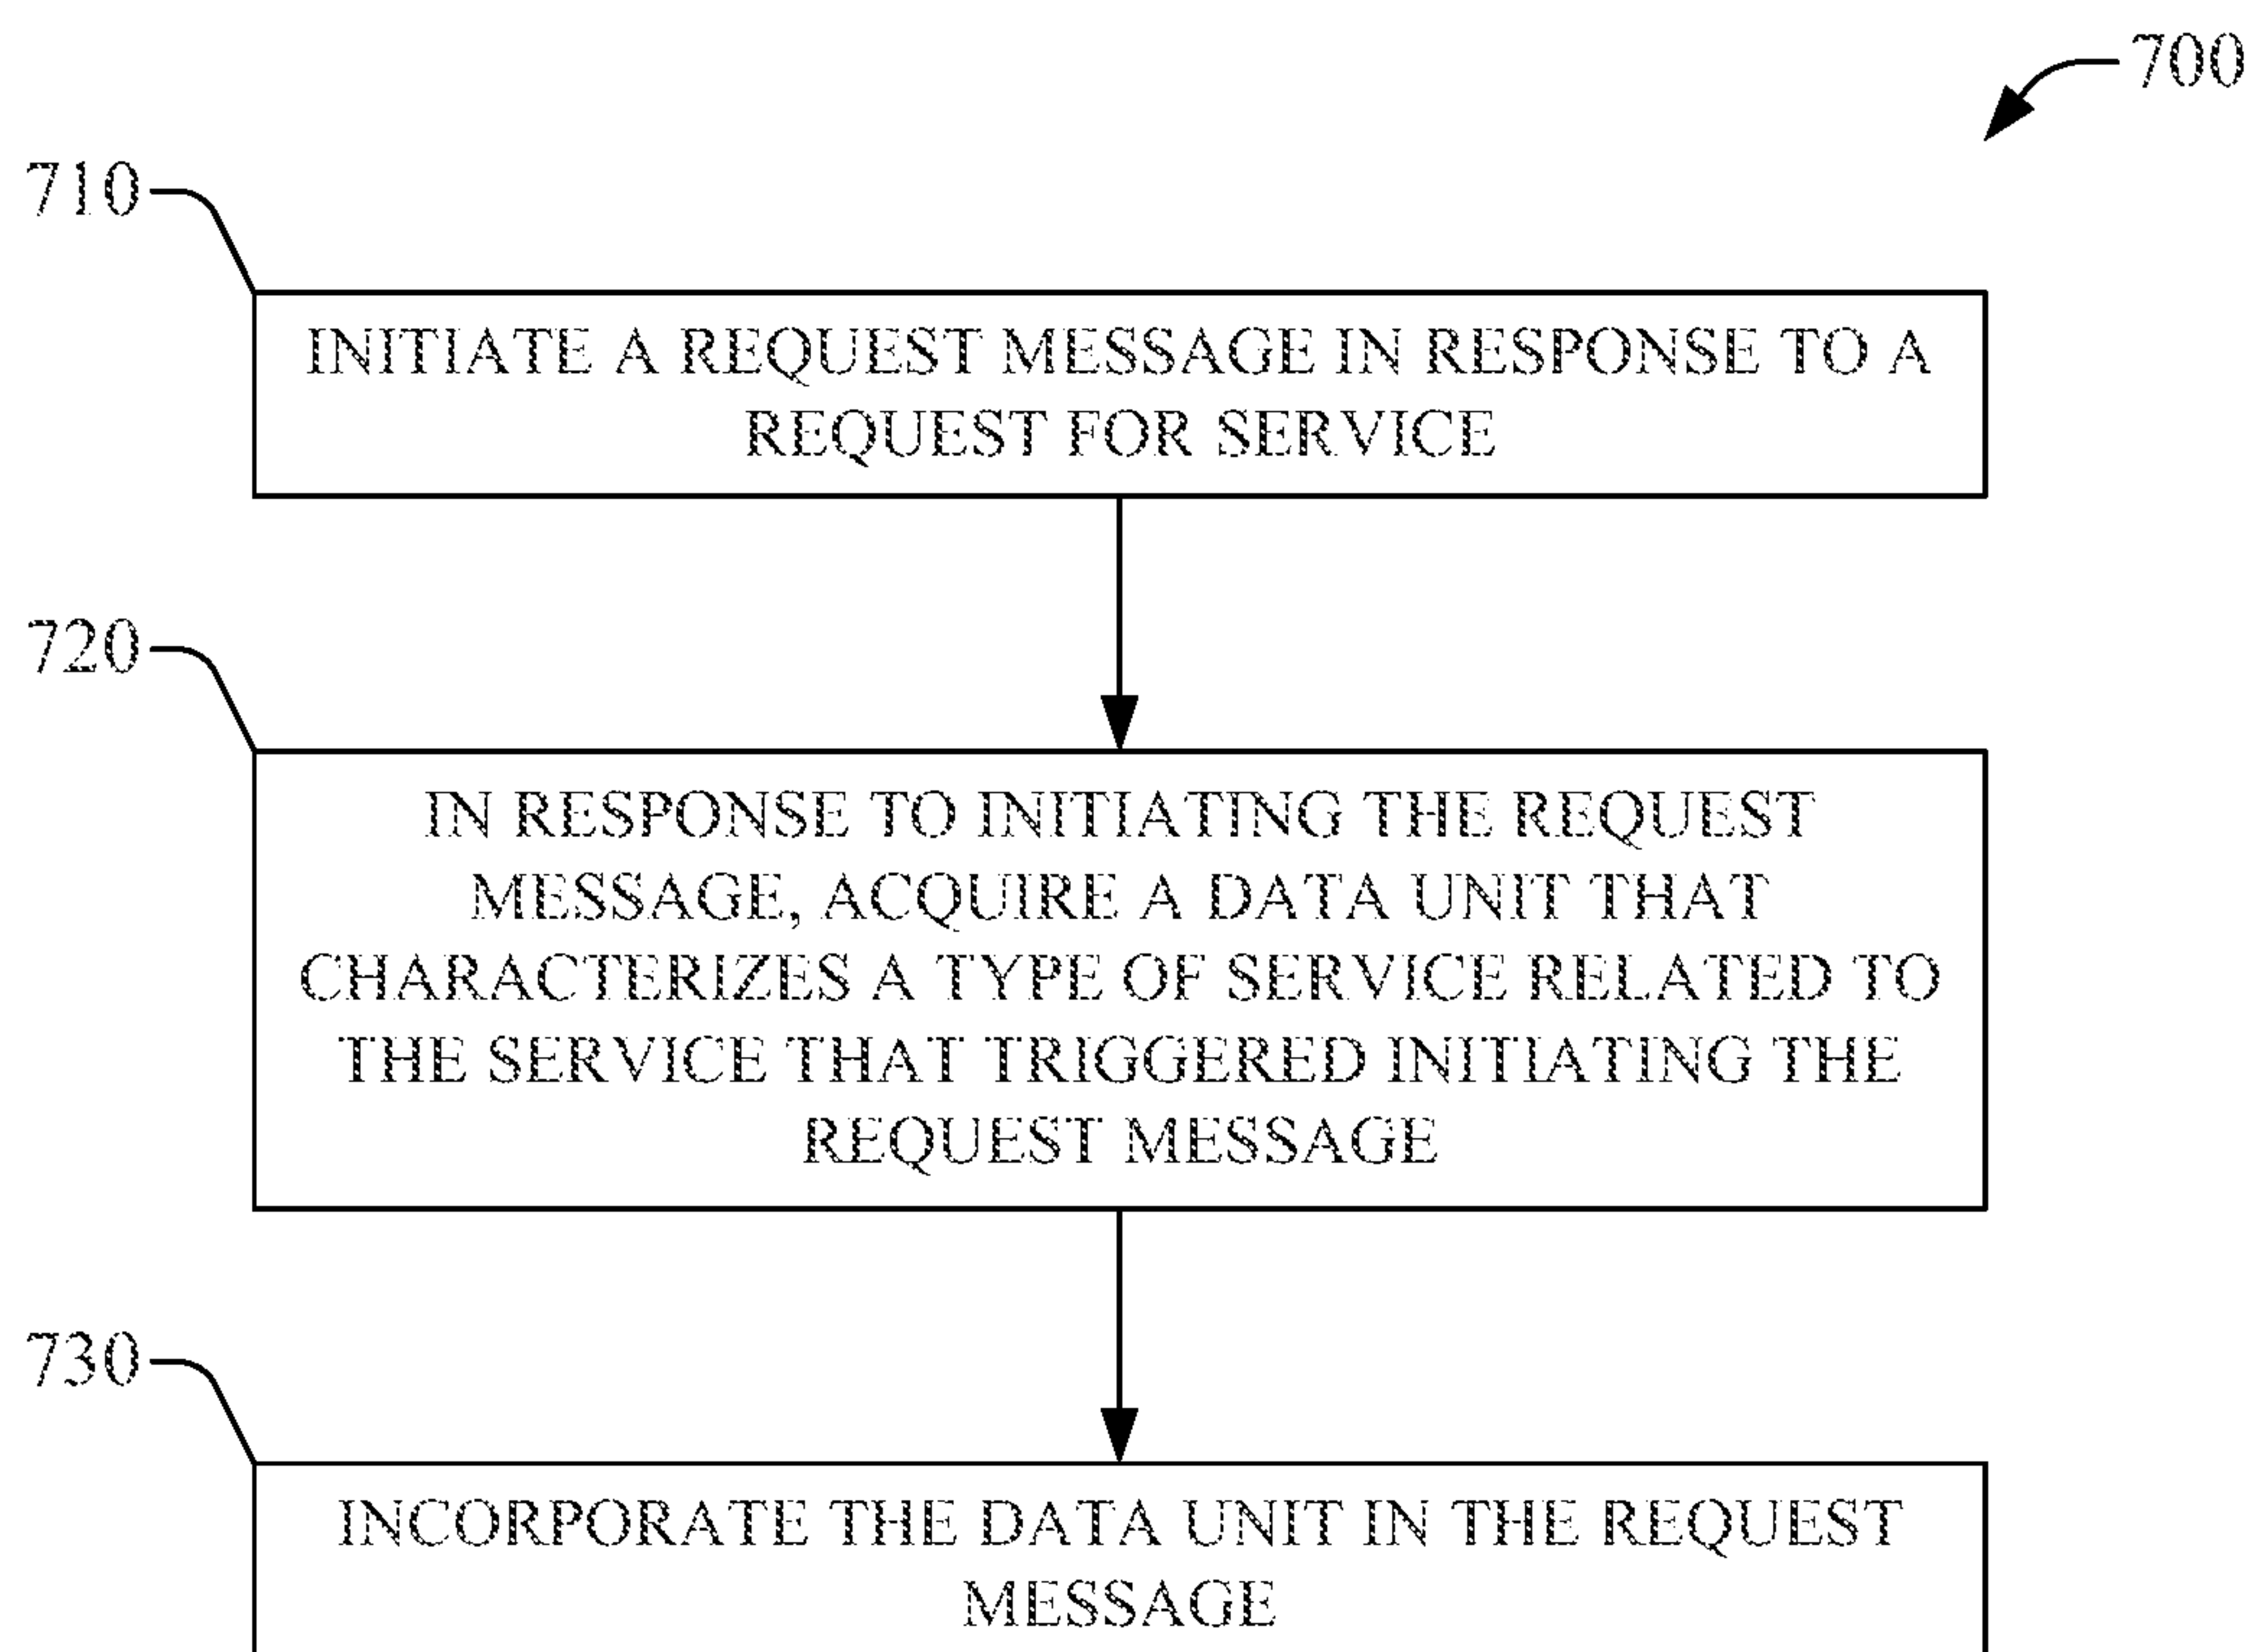 700
710
INITIATE A REQUEST MESSAGE IN RESPONSE TO A
REQUEST FOR SERVICE
720
IN RESPONSE TO INITIATING THE REQUEST
MESSAGE, ACQUIRE A DATA UNIT THAT
CHARACTERIZES A TYPE OF SERVICE RELATED TO
THE SERVICE THAT TRIGGERED INITIATING THE
REQUEST MESSAGE
730
INCORPORATE THE DATA UNIT IN THE REQUEST
MESSAGE